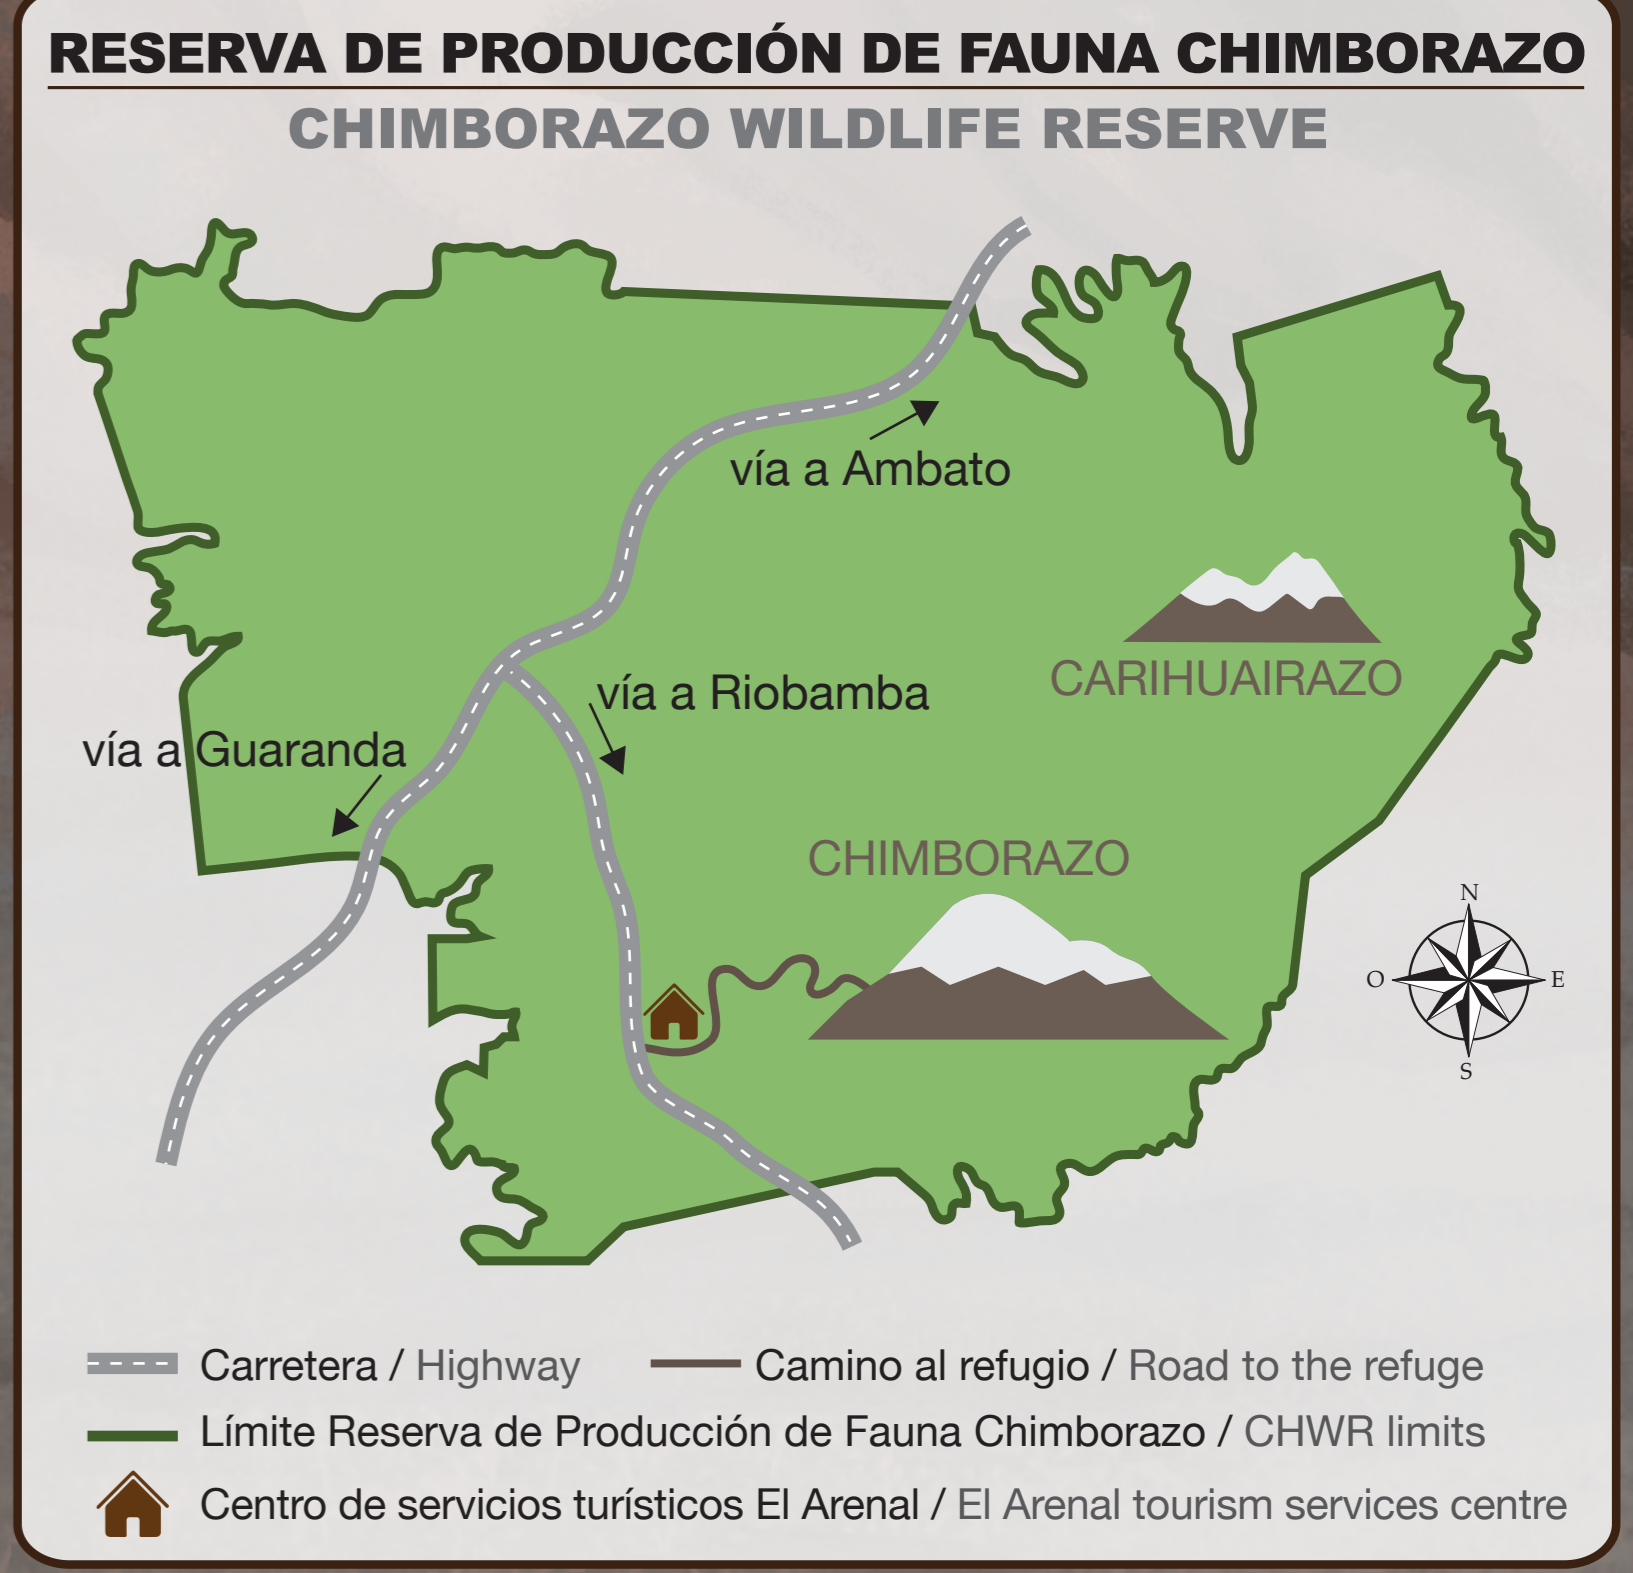 RESERVA DE PRODUCCIÓN DE FAUNA CHIMBORAZO
CHIMBORAZO WILDLIFE RESERVE
vía a Ambato
CARIHUAIRAZO
vía a Riobamba
vía a Guaranda
CHIMBORAZO
N
O
E
S
Carretera / Highway
Camino al refugio / Road to the refuge
Límite Reserva de Producción de Fauna Chimborazo / CHWR limits
Centro de servicios turísticos El Arenal / El Arenal tourism services centre